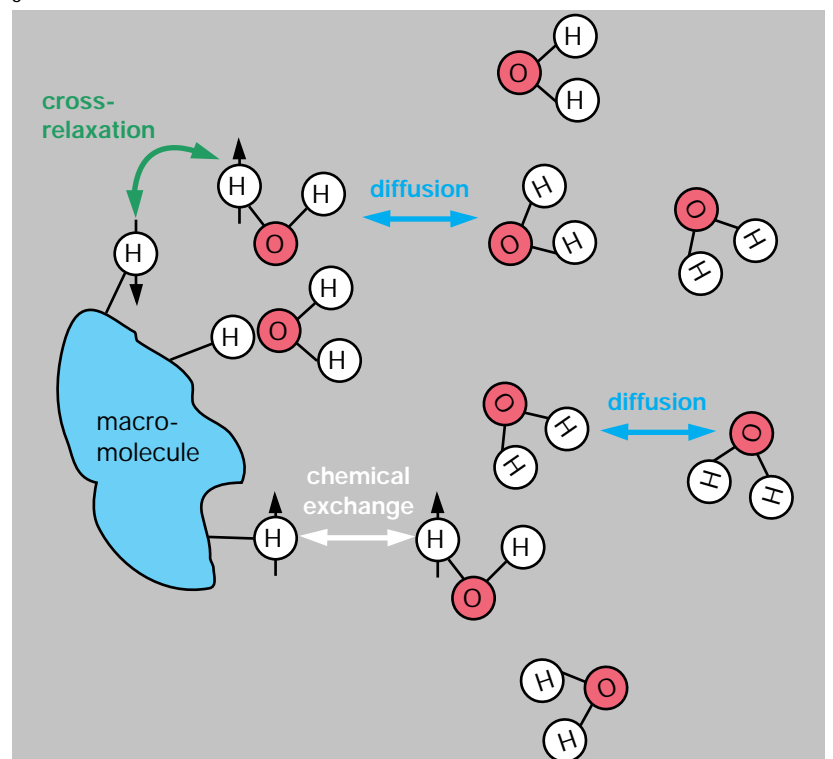 H
O
H
cross-
relaxation
H
H
O
diffusion
H
O
H
O
H
H
H
H
H
O
H
macro-
molecule
O
H
H
diffusion
O
H
H
chemical
exchange
H
H
H
O
H
O
H